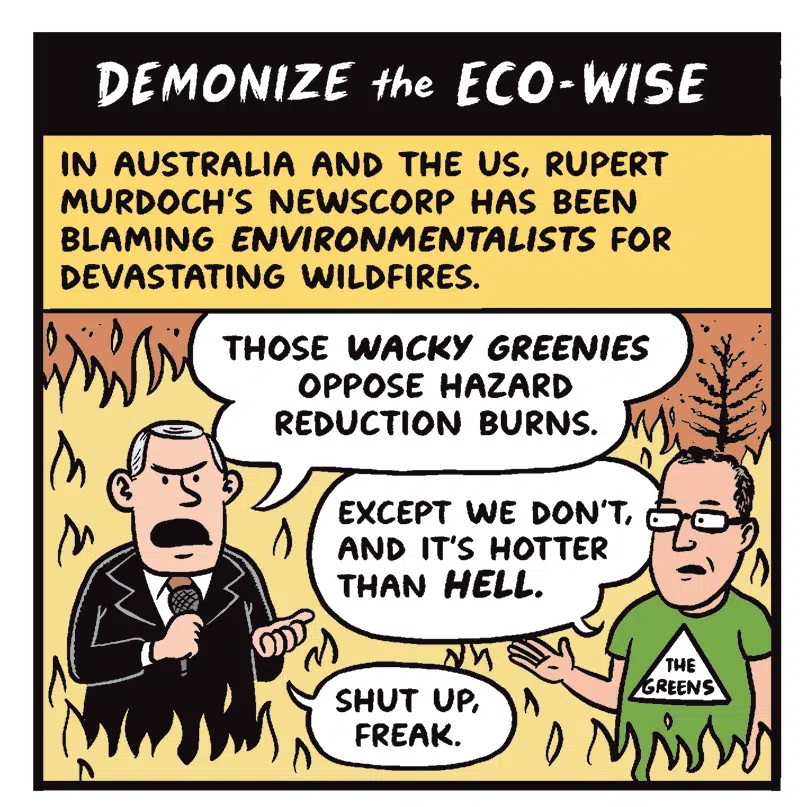 DEMONIZE the ECO-WISE
IN AUSTRALIA AND THE US, RUPERT
MURDOCH'S NEWSCORP HAS BEEN
BLAMING ENVIRONMENTALISTS FOR
DEVASTATING WILDFIRES.
THOSE WACKY GREENIES
OPPOSE HAZARD
REDUCTION BURNS.
EXCEPT WE DON'T,
AND IT'S HOTTER
THAN HELL.
THE
GREENS
SHUT UP,
FREAK.